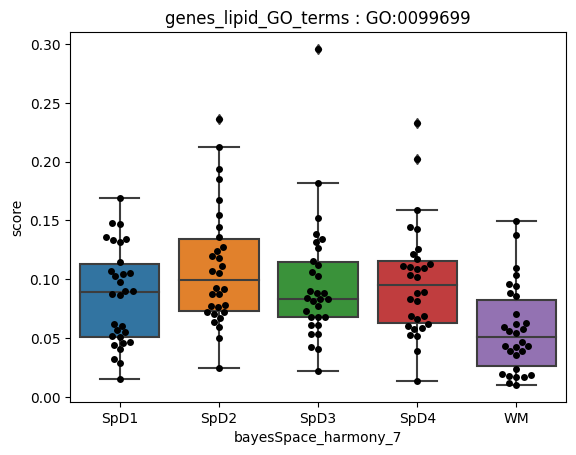 genes_lipid_GO_terms : GO:0099699
score
0.30
0.25
0.20
0.15
0.10
0.05
0.00
SpD1 SpD2 SpD3 SpD4 WM
bayesSpace_harmony_7